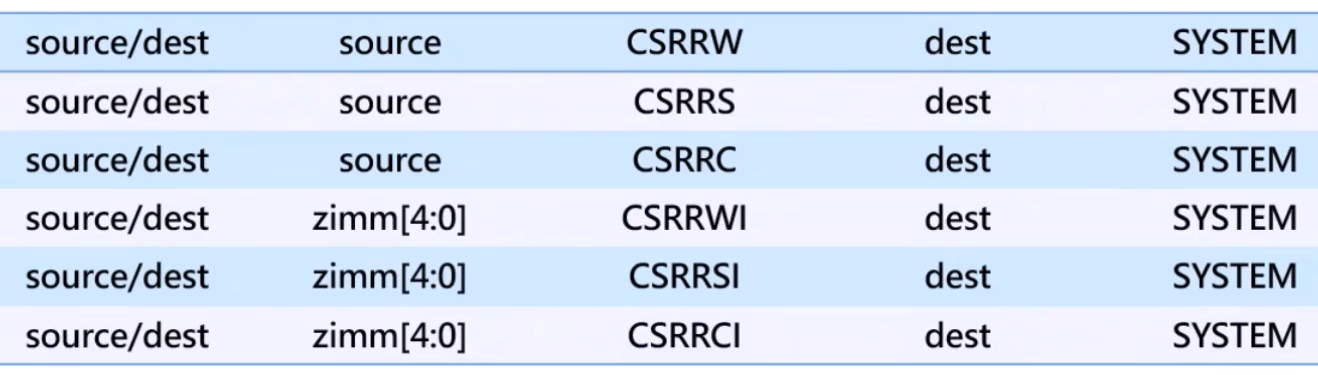 source/dest source CSRRW dest SYSTEM
source/dest source CSRRS dest SYSTEM
source/dest source CSRRC dest SYSTEM
source/dest zimm[4:0] CSRRWI dest SYSTEM
source/dest zimm[4:0] CSRRSI dest SYSTEM
source/dest zimm[4:0] CSRRCI dest SYSTEM